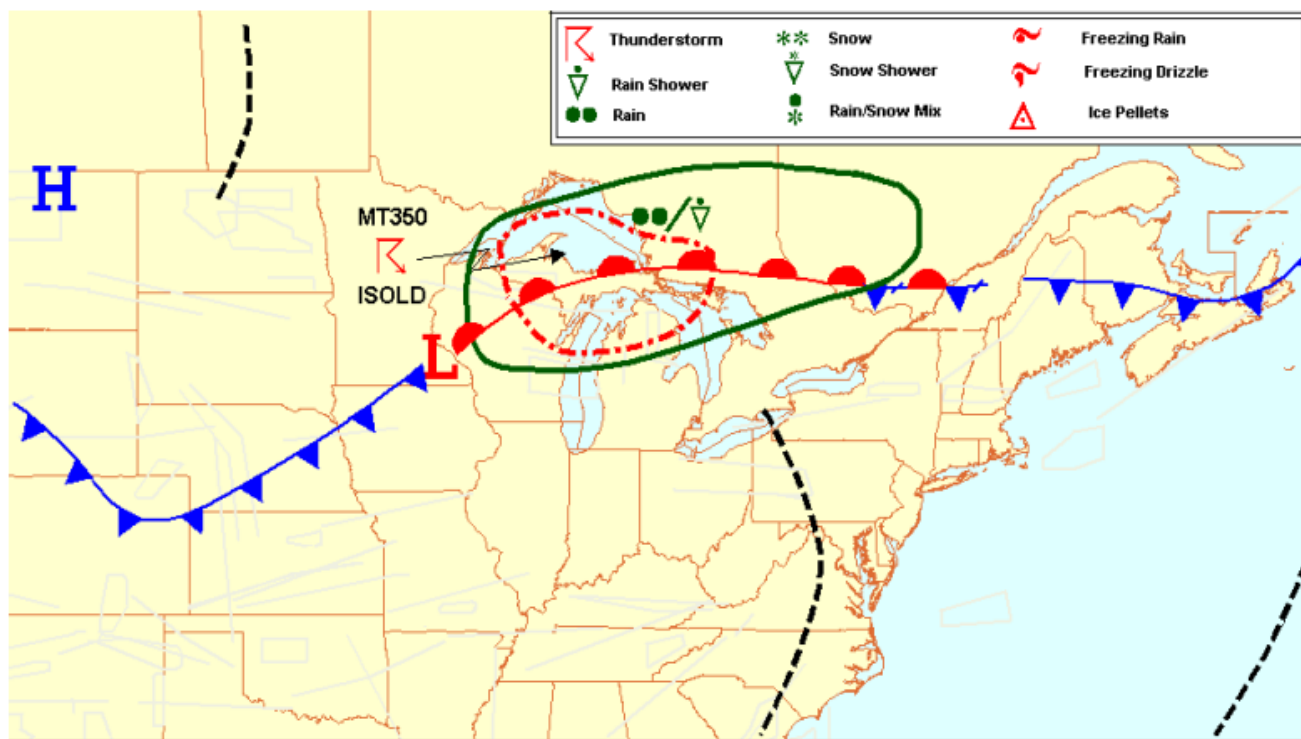 Thunderstorm
Snow
Freezing Rain
Rain Shower
Snow Shower
Freezing Drizzle
Rain
Rain/Snow Mix
Ice Pellets
H
MT350
ISOLD
L